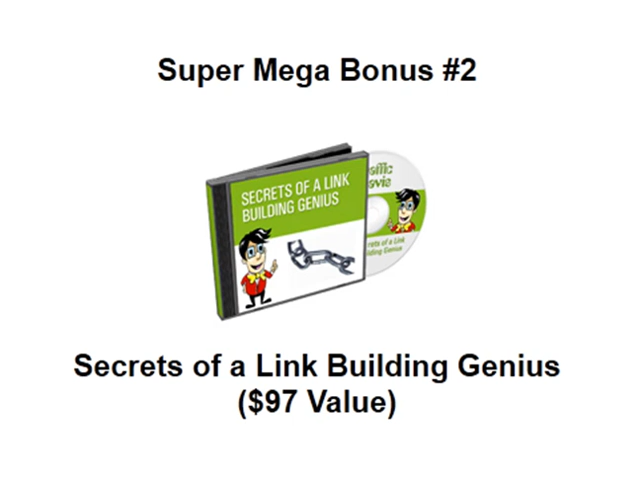 Super Mega Bonus #2
SECRETS OF A LINK
BUILDING GENIUS
Secrets of a Link Building Genius
($97 Value)